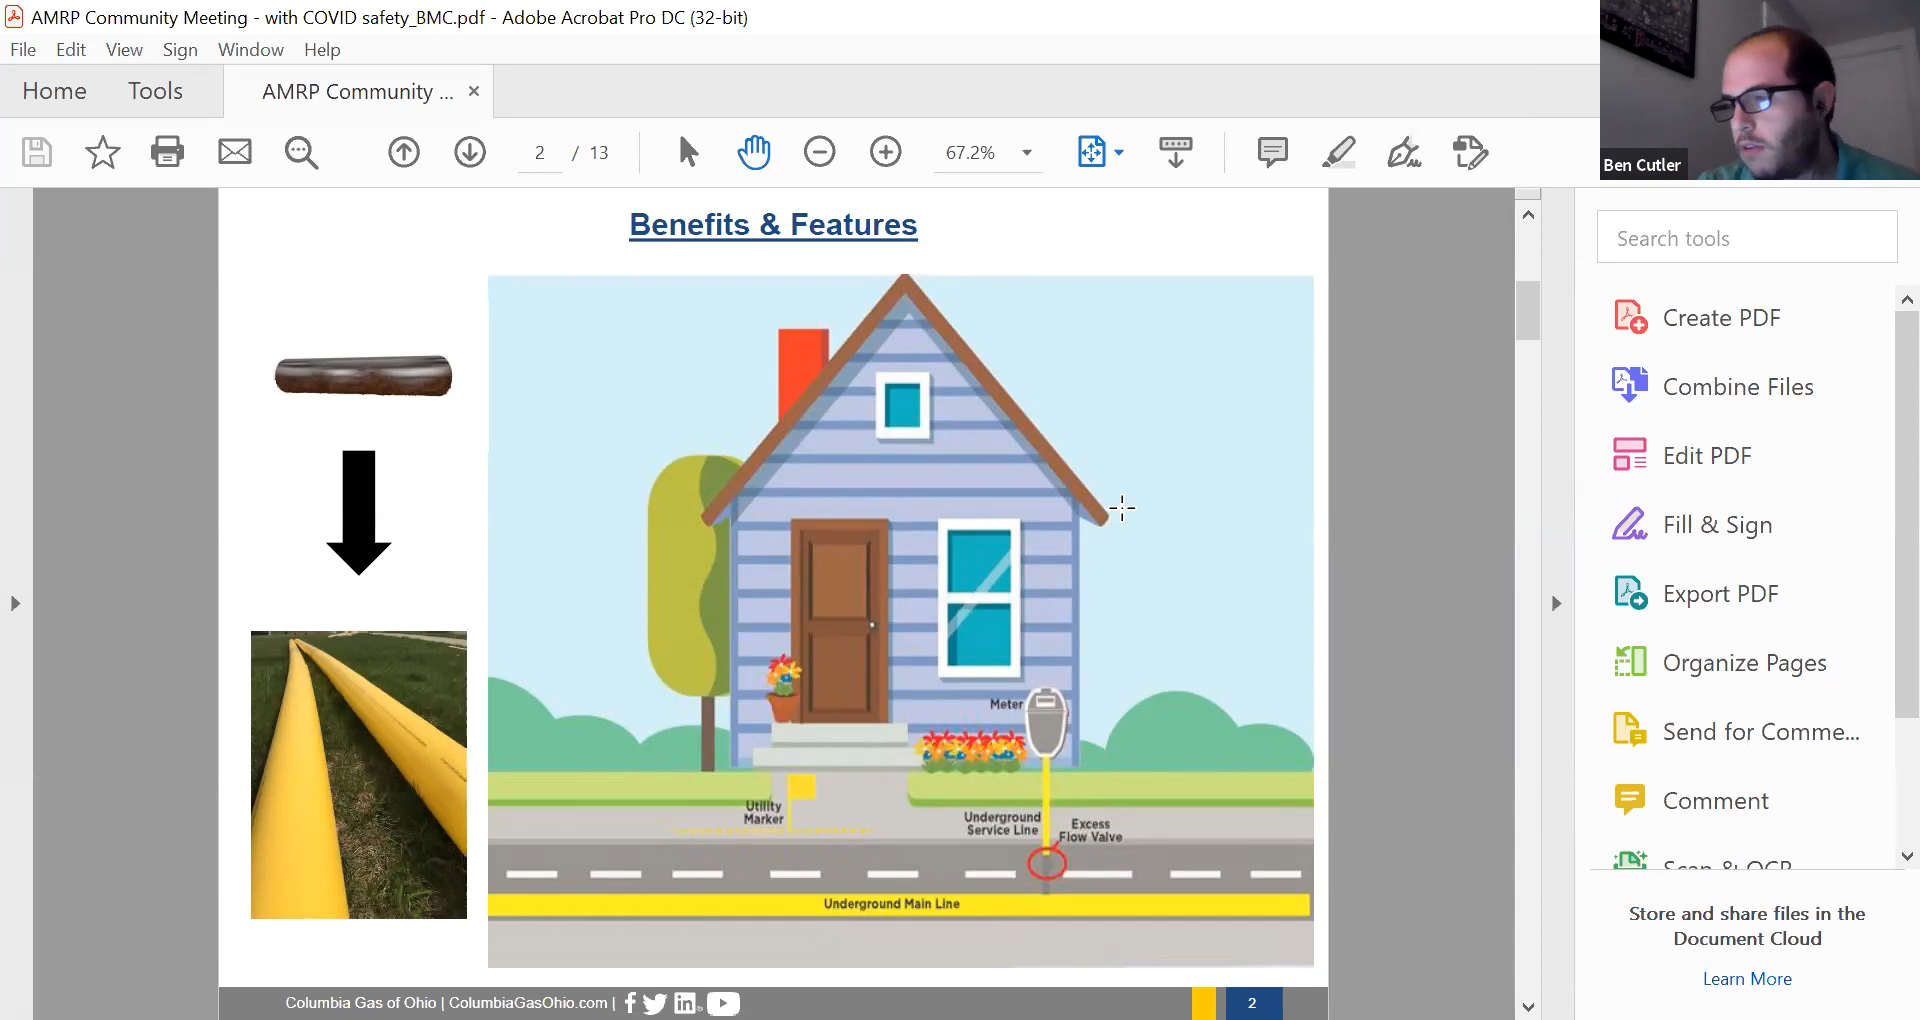 AMRP Community Meeting - with COVID safety_BMC.pdf - Adobe Acrobat Pro DC (32-bit)
File Edit View Sign Window Help
Home Tools AMRP Community ...
2 / 13 67.2%
Ben Cutler
Benefits & Features
Meter
Utility
Marker
Underground
Service Line
Excess
Flow Valve
Underground Main Line
Columbia Gas of Ohio | ColumbiaGasOhio.com |
2
Search tools
Create PDF
Combine Files
Edit PDF
Fill & Sign
Export PDF
Organize Pages
Send for Comme...
Comment
Scan & OCR
Store and share files in the
Document Cloud
Learn More